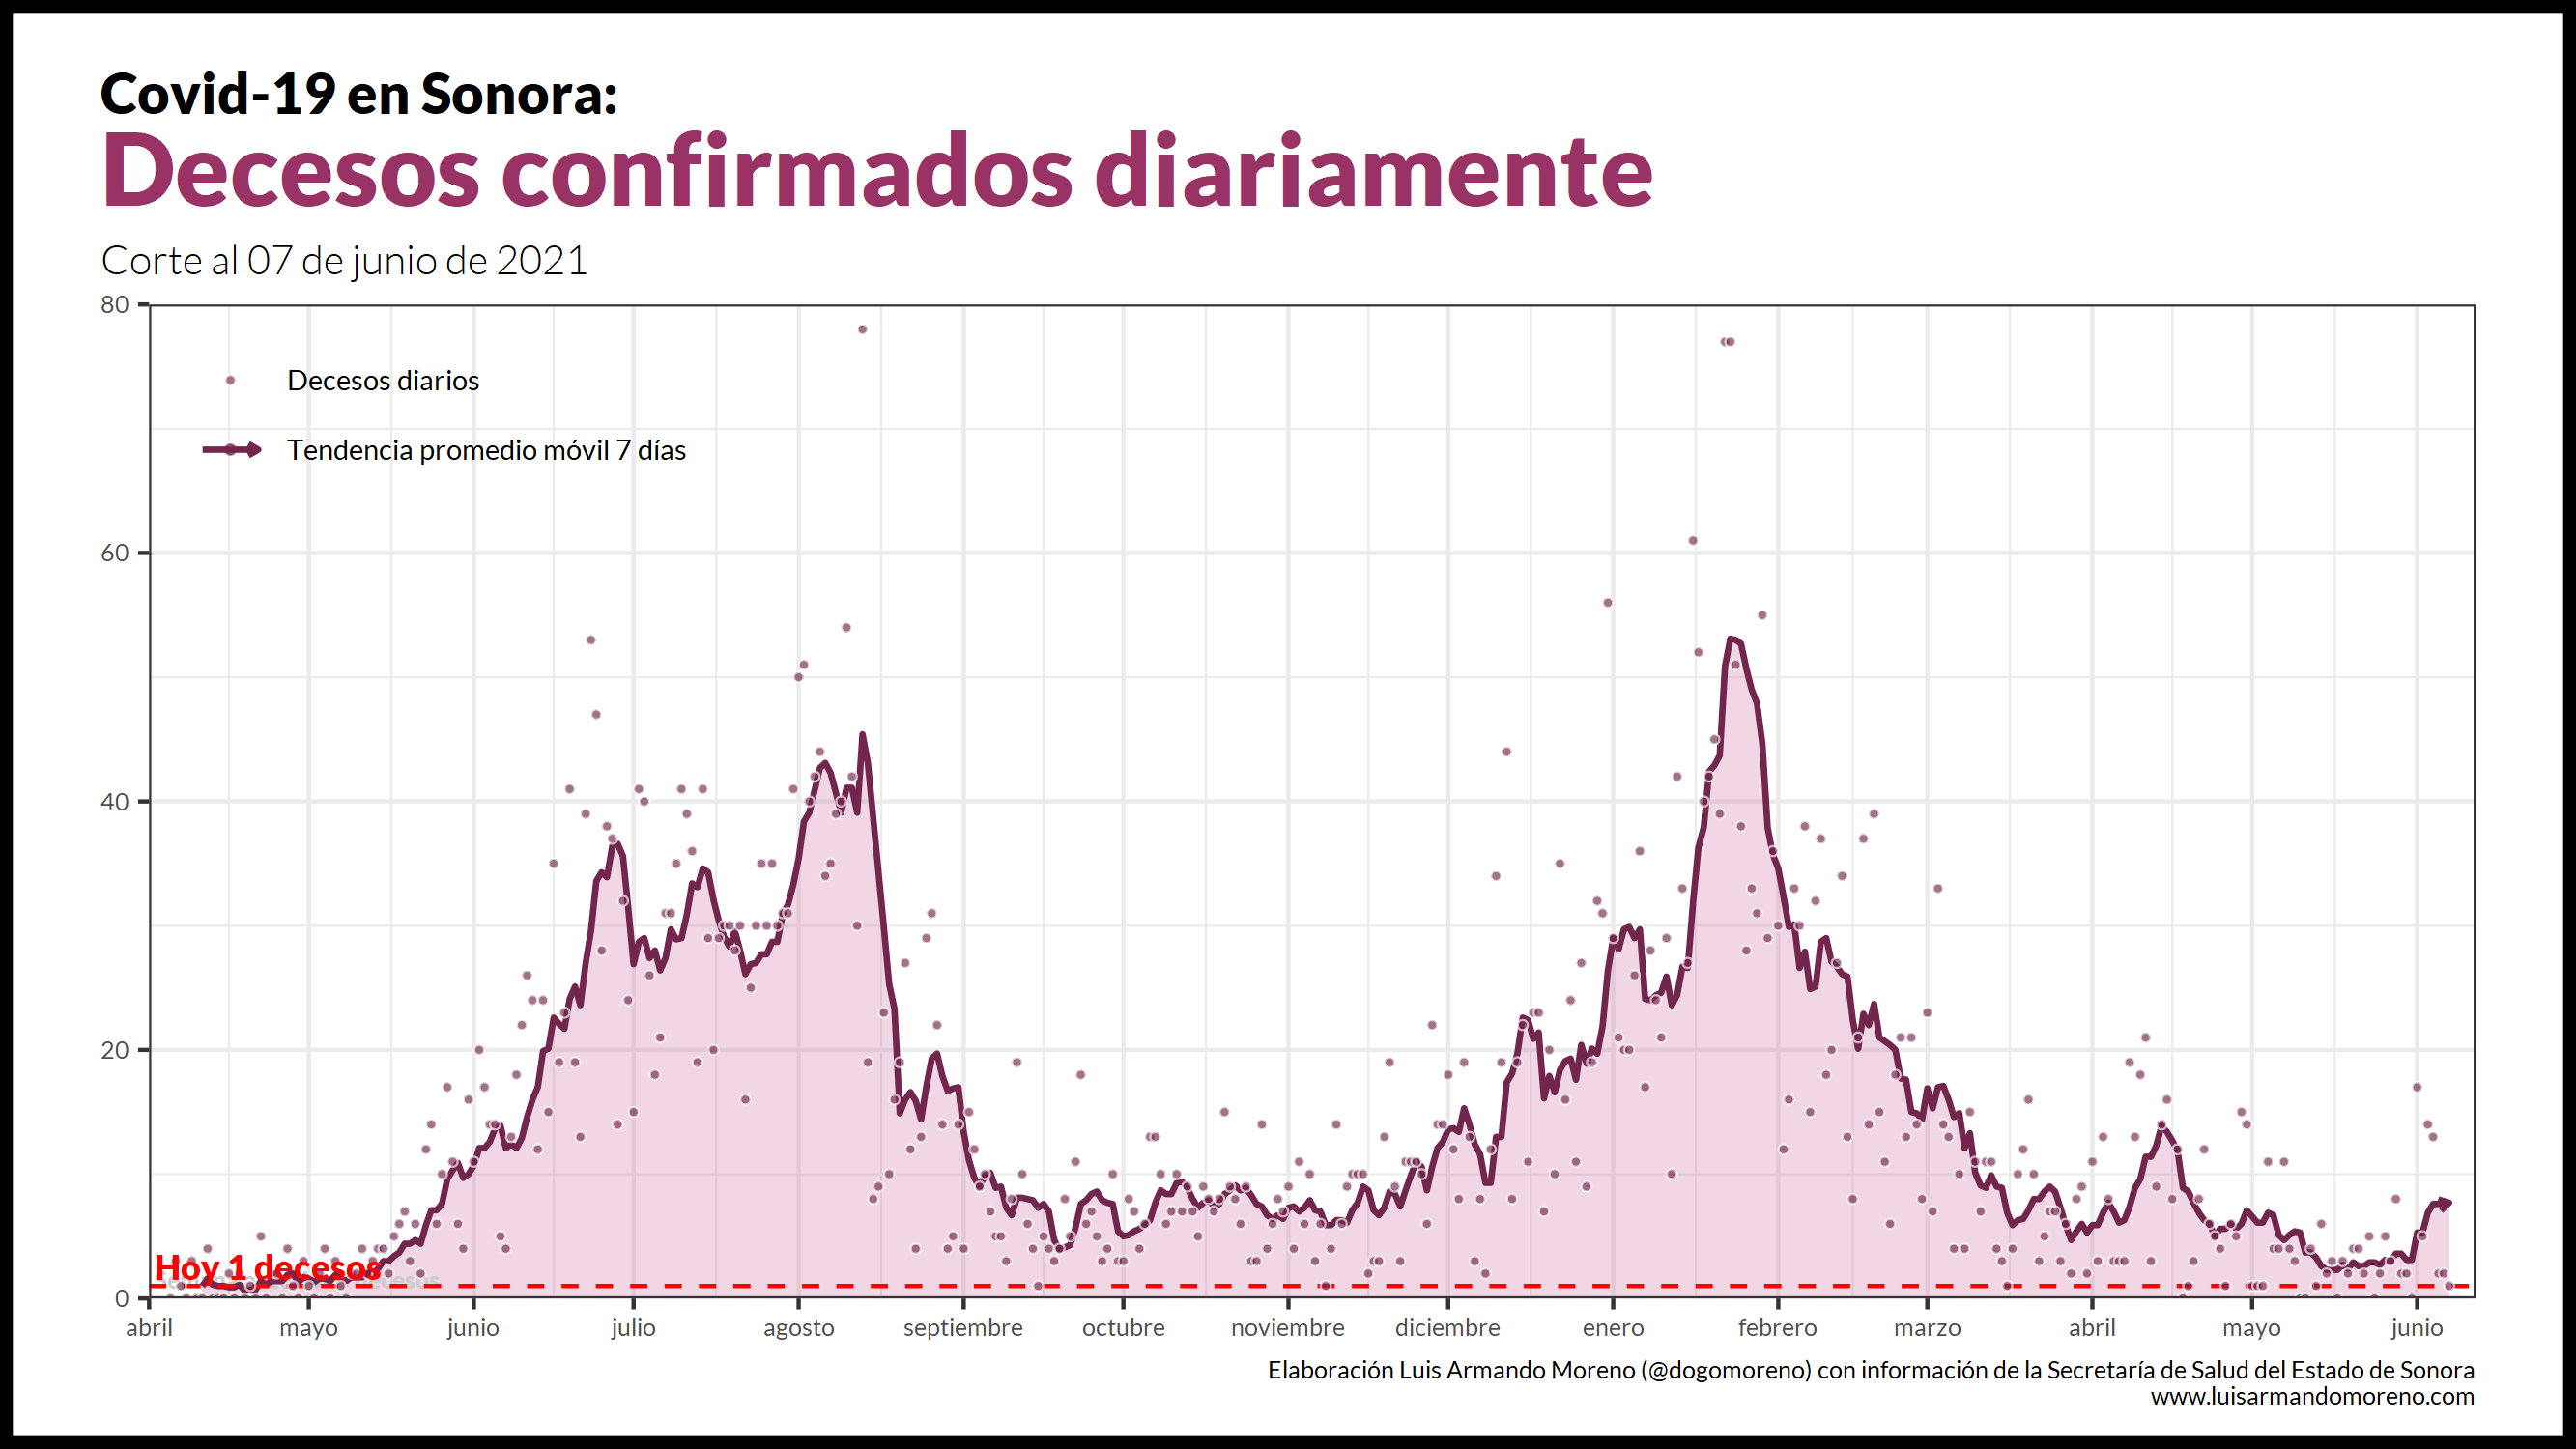 Covid-19 en Sonora:
Decesos confirmados diariamente
Corte al 07 de junio de 2021
80
60
40
20
0
Decesos diarios
Tendencia promedio móvil 7 días
Hoy 1 decesos
abril mayo junio julio agosto septiembre octubre noviembre diciembre enero febrero marzo abril mayo junio
Elaboración Luis Armando Moreno (@dogomoreno) con información de la Secretaría de Salud del Estado de Sonora
www.luisarmandomoreno.com